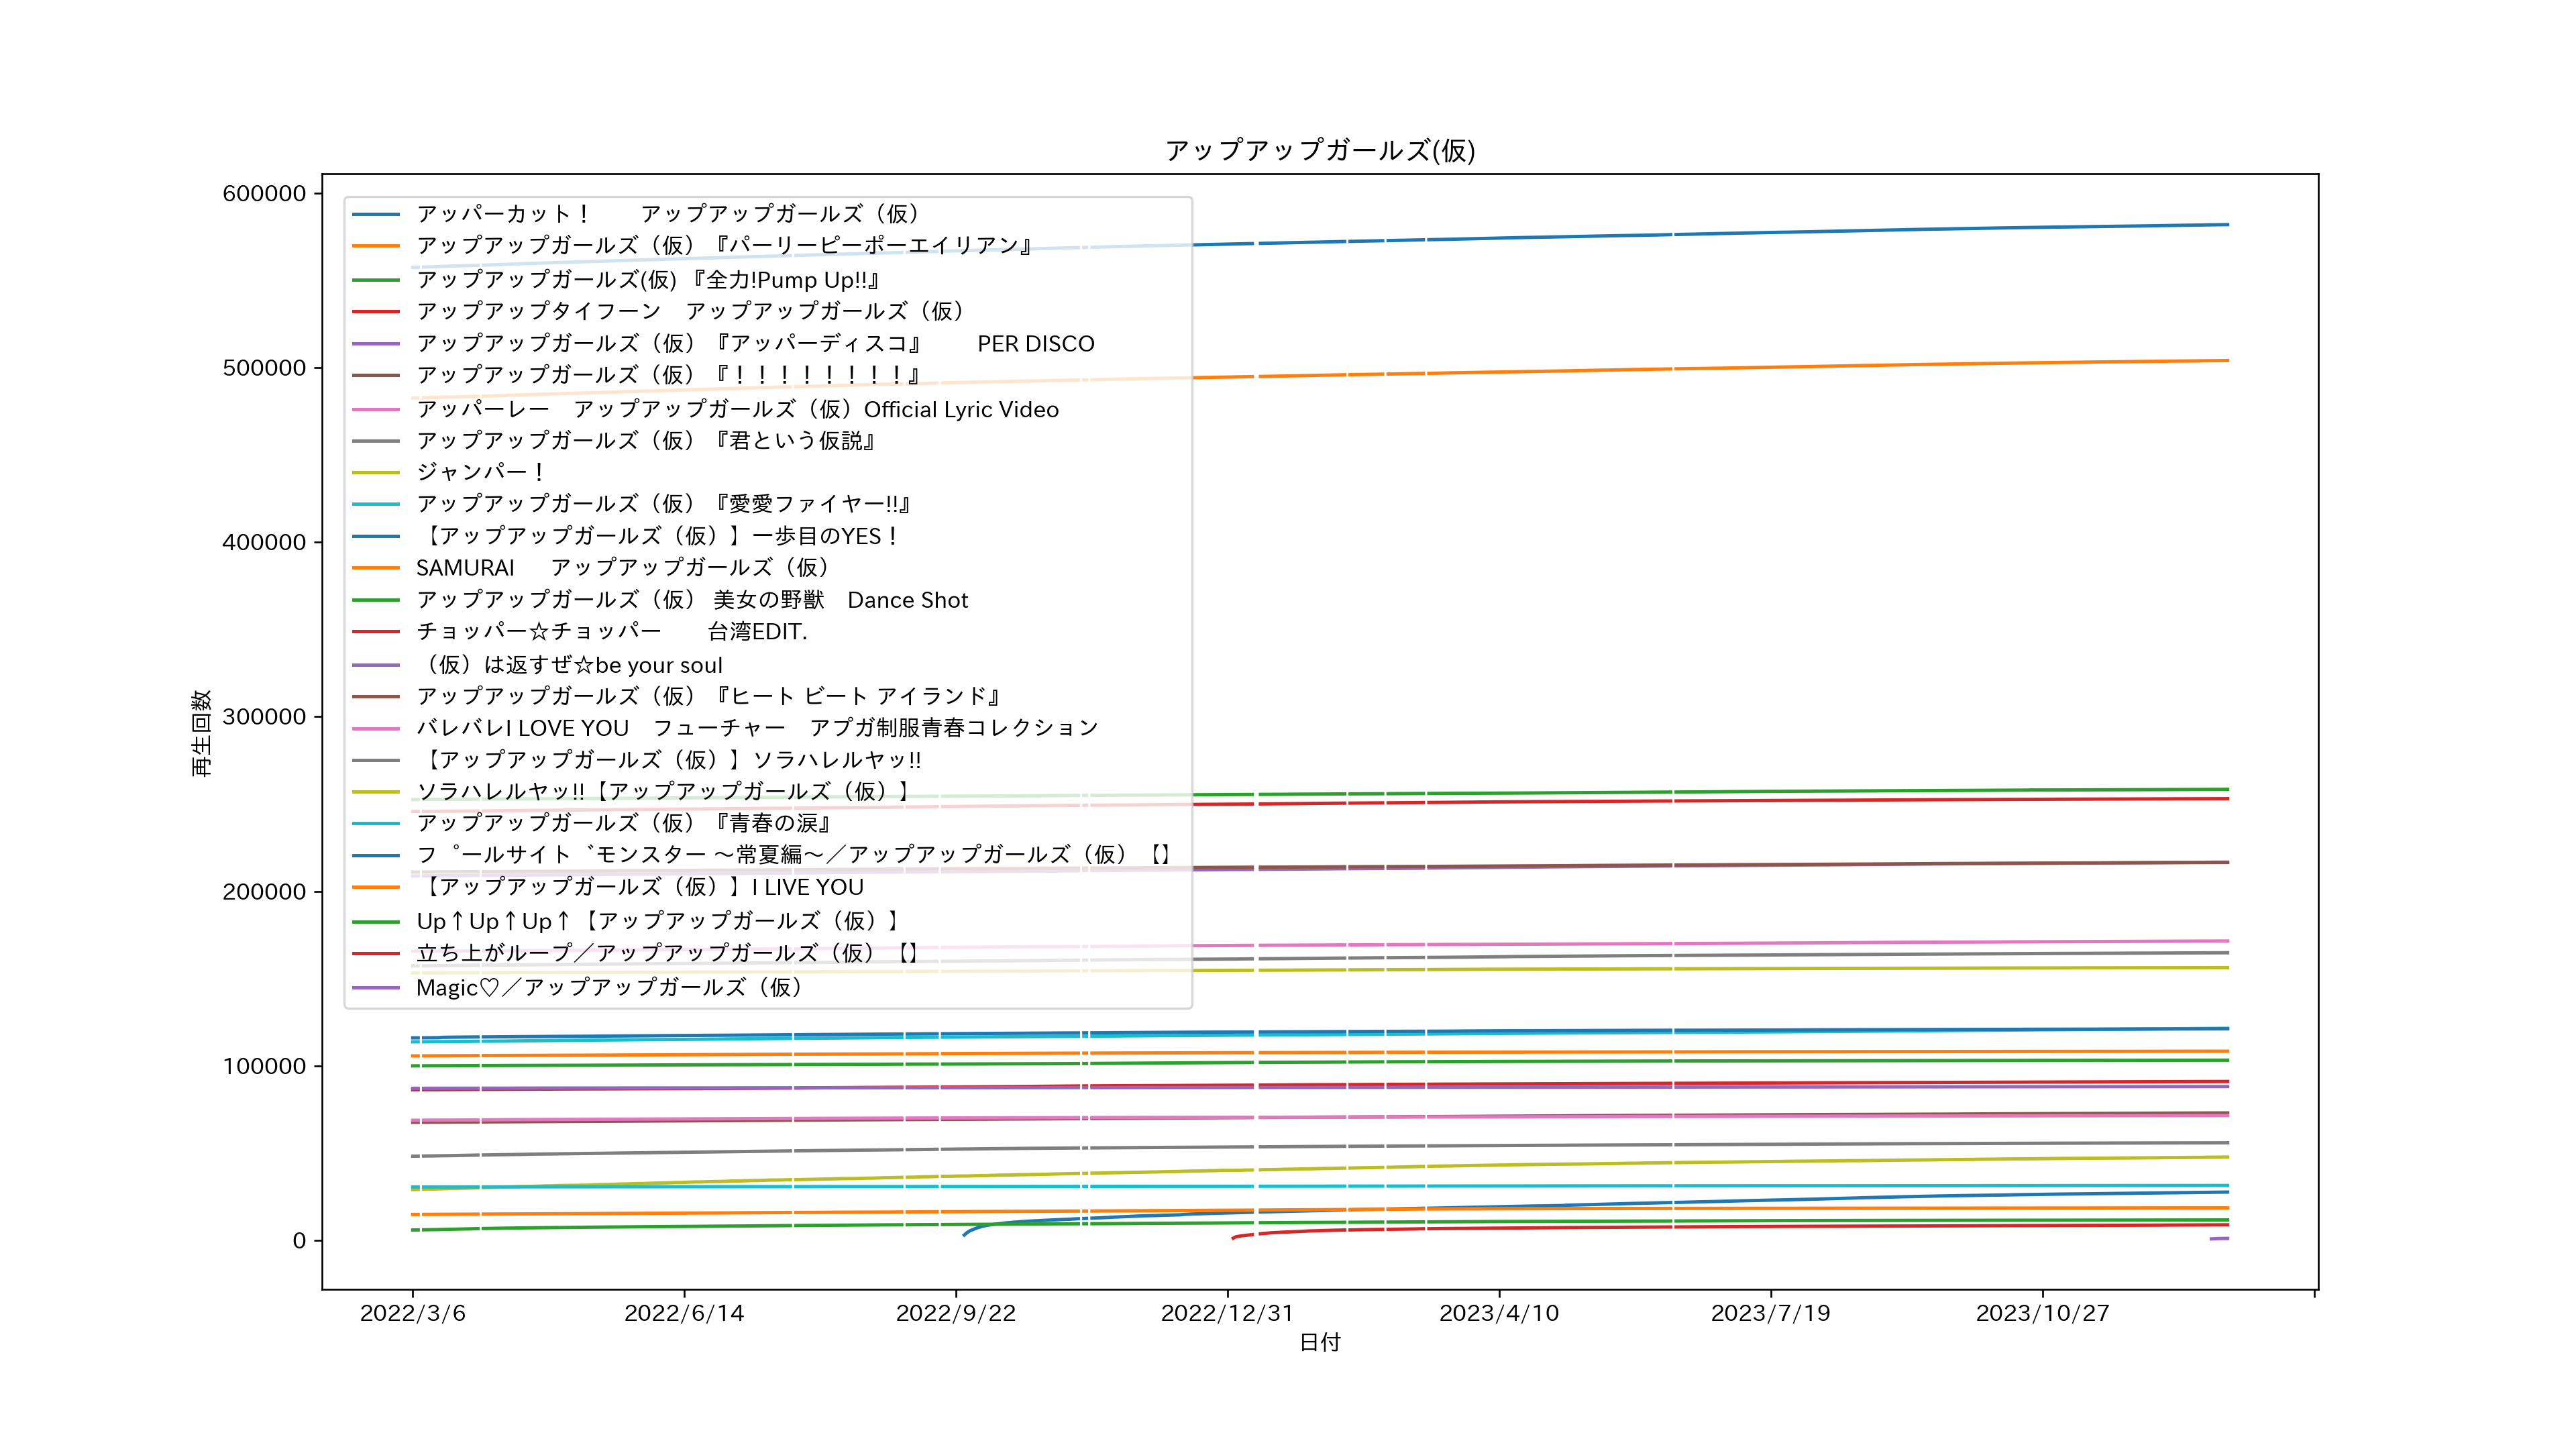 アップアップガールズ(仮)
600000
500000
400000
300000
200000
100000
0
再生回数
アッパーカット！　　アップアップガールズ（仮）
アップアップガールズ（仮）『パーリーピーポーエイリアン』
アップアップガールズ(仮) 『全力!Pump Up!!』
アップアップタイフーン　アップアップガールズ（仮）
アップアップガールズ（仮）『アッパーディスコ』　　PER DISCO
アップアップガールズ（仮）『！！！！！！！！』
アッパーレー　アップアップガールズ（仮）Official Lyric Video
アップアップガールズ（仮）『君という仮説』
ジャンパー！
アップアップガールズ（仮）『愛愛ファイヤー!!』
【アップアップガールズ（仮）】一歩目のYES！
SAMURAI　 アップアップガールズ（仮）
アップアップガールズ（仮） 美女の野獣　Dance Shot
チョッパー☆チョッパー　　台湾EDIT.
（仮）は返すぜ☆be your soul
アップアップガールズ（仮）『ヒート ビート アイランド』
バレバレI LOVE YOU　フューチャー　アプガ制服青春コレクション
【アップアップガールズ（仮）】ソラハレルヤッ!!
ソラハレルヤッ!!【アップアップガールズ（仮）】
アップアップガールズ（仮）『青春の涙』
フ゜ールサイト゛モンスター 〜常夏編〜／アップアップガールズ（仮）【】
【アップアップガールズ（仮）】I LIVE YOU
Up↑Up↑Up↑【アップアップガールズ（仮）】
立ち上がループ／アップアップガールズ（仮）【】
Magic♡／アップアップガールズ（仮）
2022/3/6 2022/6/14 2022/9/22 2022/12/31 2023/4/10 2023/7/19 2023/10/27
日付